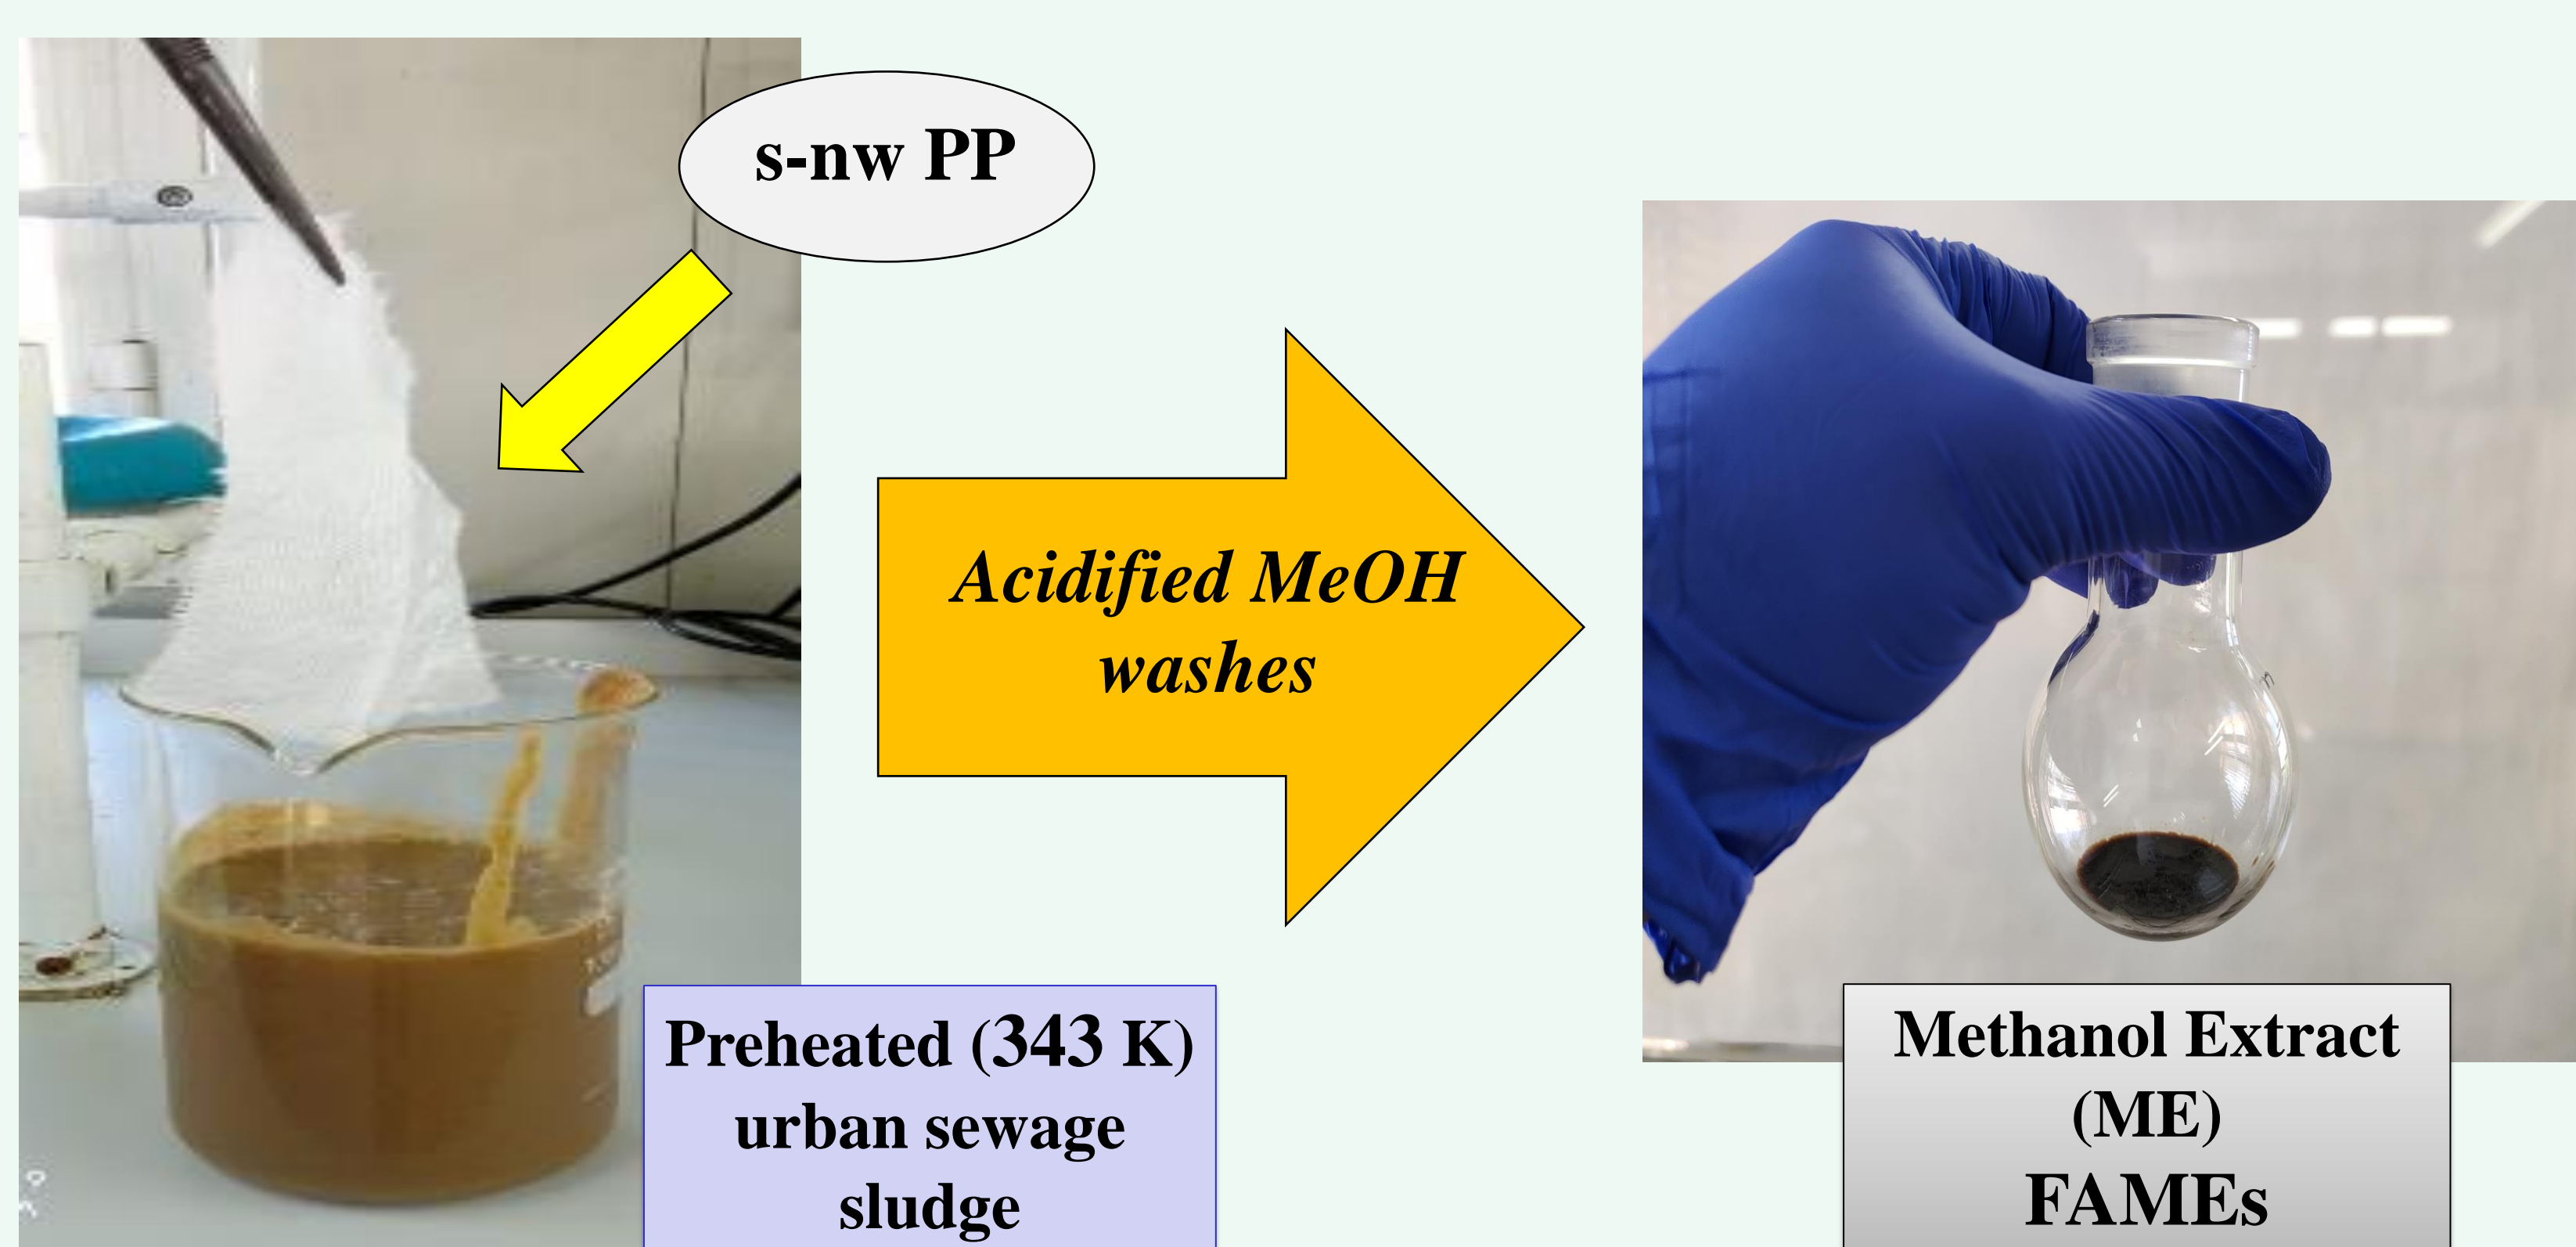 s-nw PP
Acidified MeOH
washes
Preheated (343 K)
urban sewage
sludge
Methanol Extract
(ME)
FAMEs